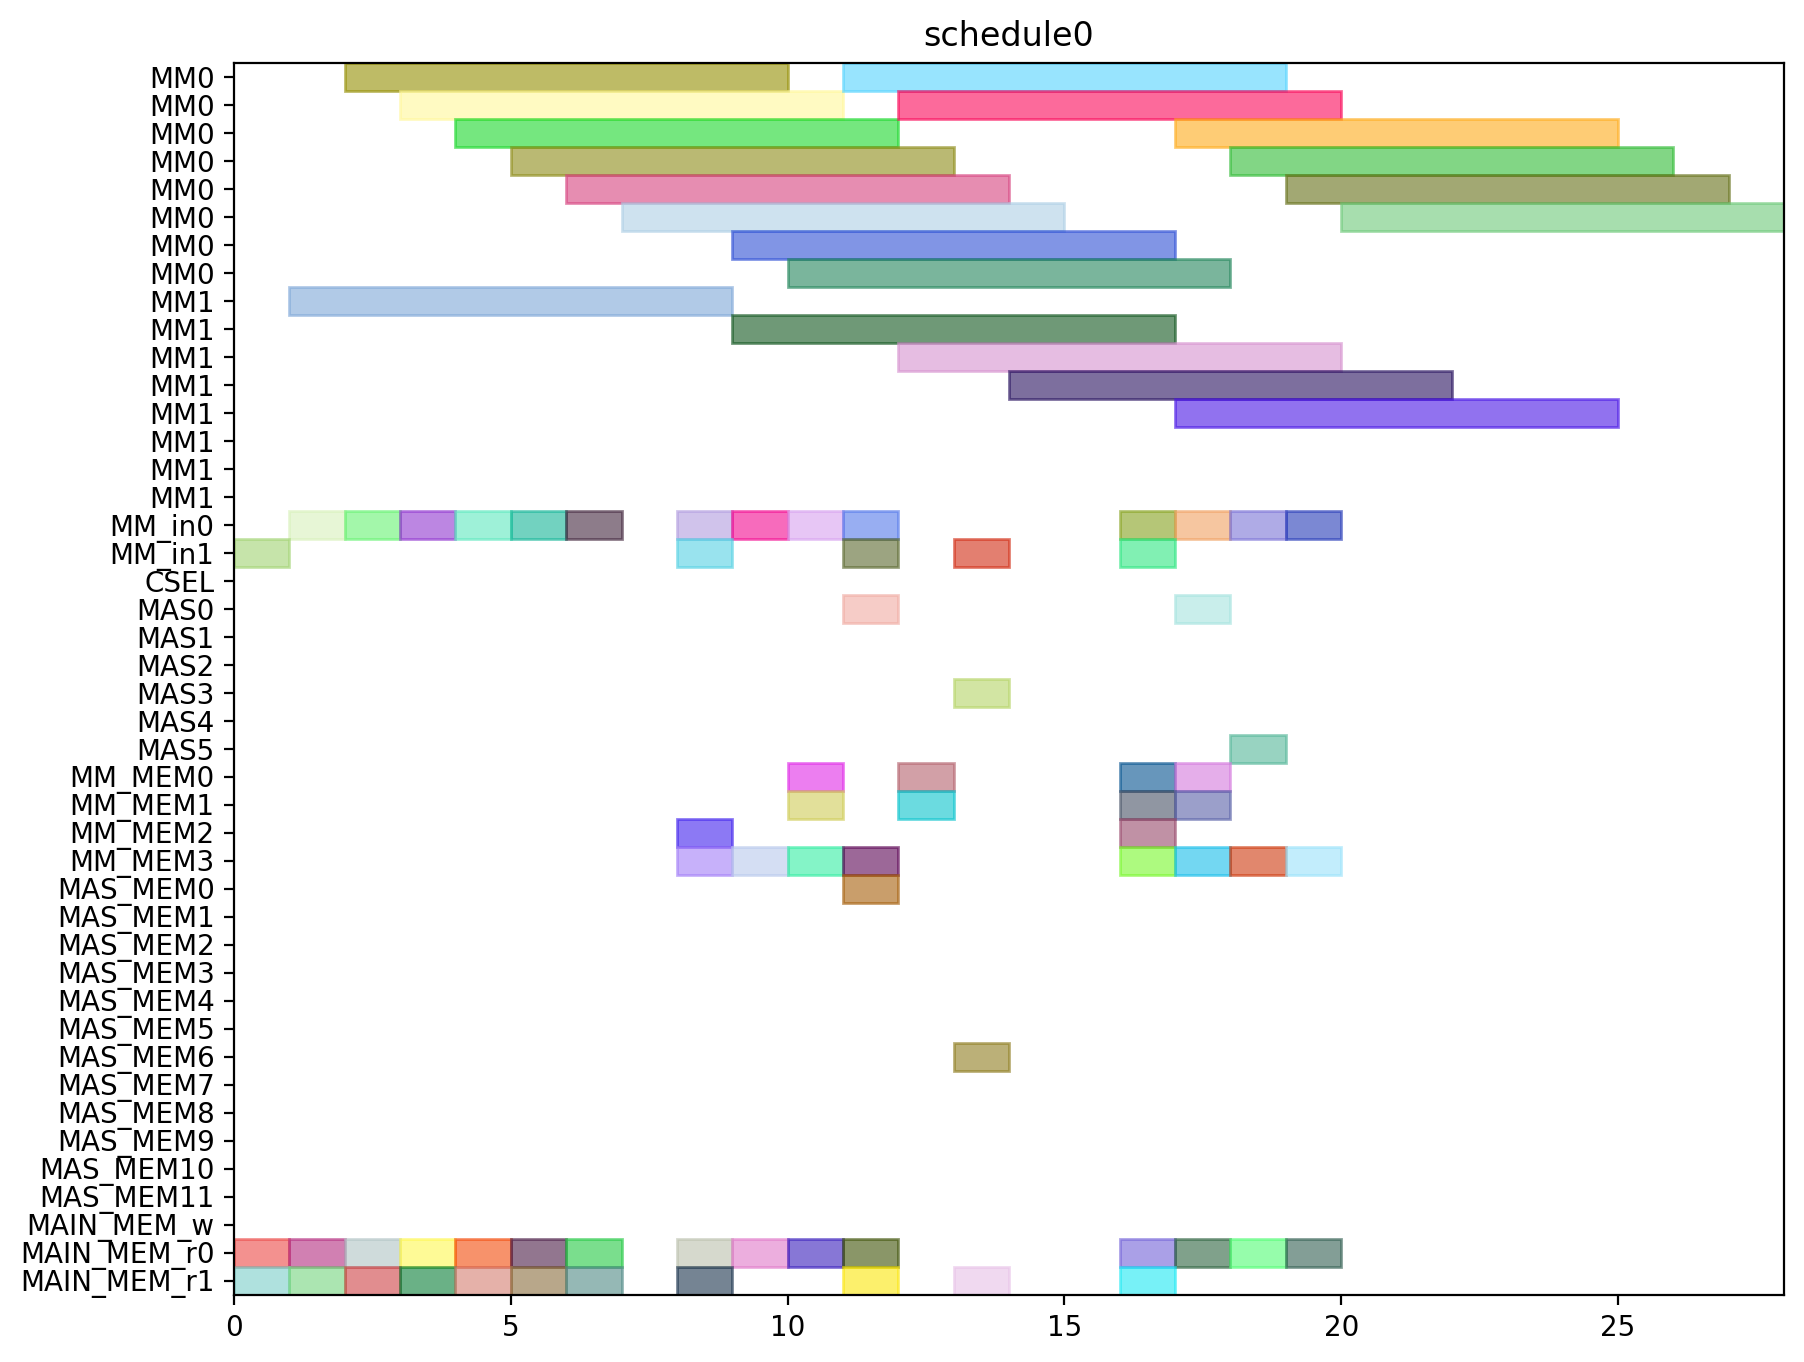 schedule0
MM0
MM0
MM0
MM0
MM0
MM0
MM0
MM0
MM1
MM1
MM1
MM1
MM1
MM1
MM1
MM1
MM_in0
MM_in1
CSEL
MAS0
MAS1
MAS2
MAS3
MAS4
MAS5
MM_MEM0
MM_MEM1
MM_MEM2
MM_MEM3
MAS_MEM0
MAS_MEM1
MAS_MEM2
MAS_MEM3
MAS_MEM4
MAS_MEM5
MAS_MEM6
MAS_MEM7
MAS_MEM8
MAS_MEM9
MAS_MEM10
MAS_MEM11
MAIN_MEM_w
MAIN_MEM_r0
MAIN_MEM_r1
0 5 10 15 20 25